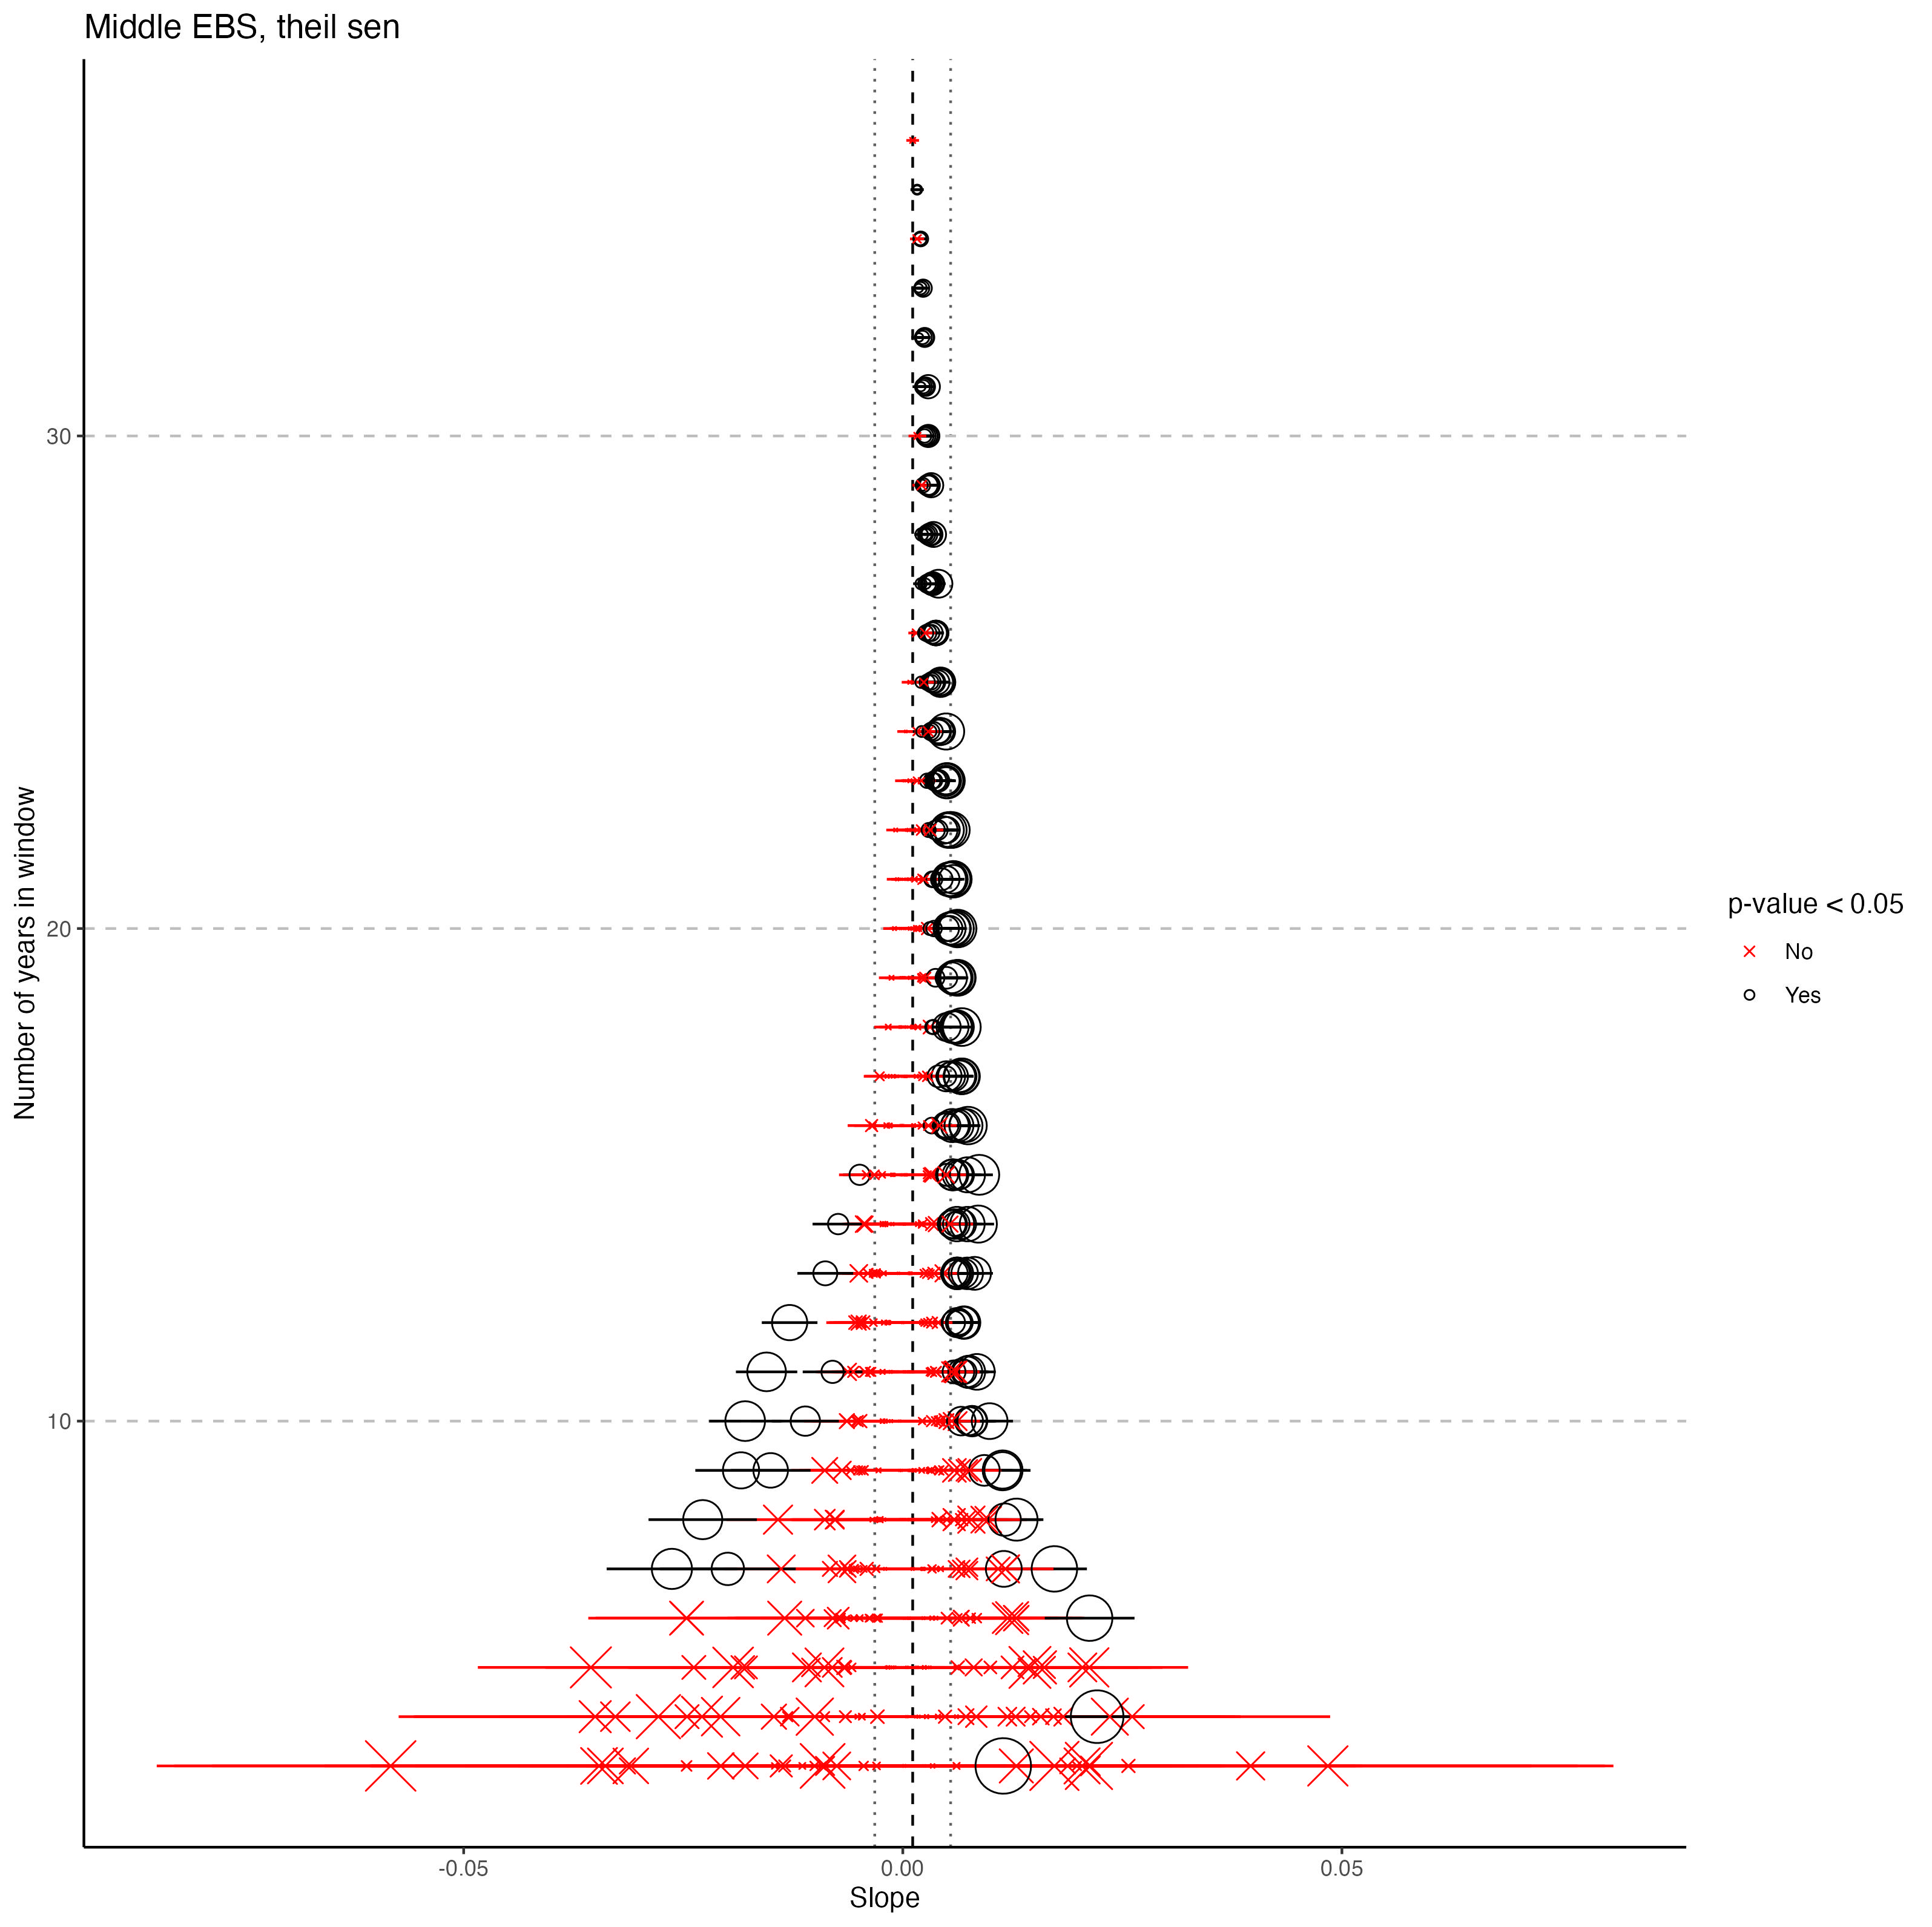 Middle EBS, theil sen
Number of years in window
30
20
10
-0.05
0.00
0.05
Slope
p-value < 0.05
No
Yes